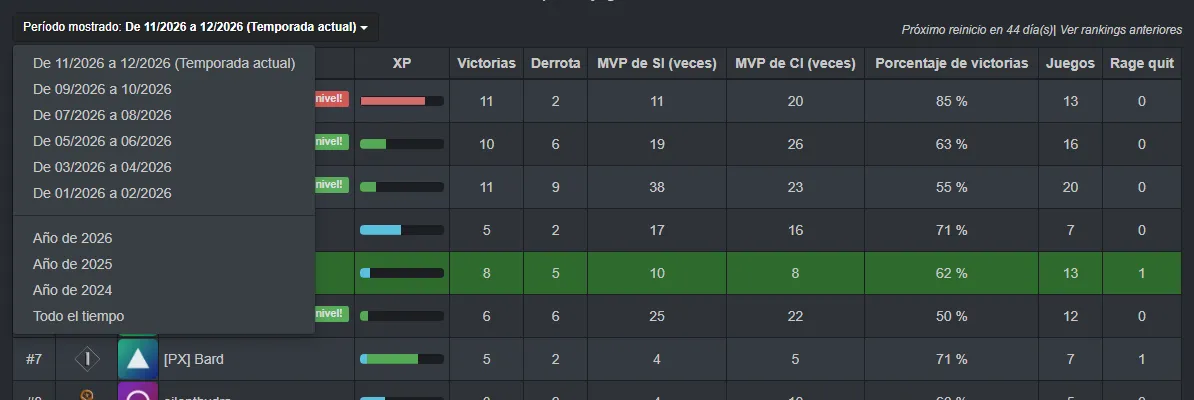 Período mostrado: De 11/2026 a 12/2026 (Temporada actual)
Próximo reinicio en 44 día(s)| Ver rankings anteriores
De 11/2026 a 12/2026 (Temporada actual)
De 09/2026 a 10/2026
De 07/2026 a 08/2026
De 05/2026 a 06/2026
De 03/2026 a 04/2026
De 01/2026 a 02/2026
Año de 2026
Año de 2025
Año de 2024
Todo el tiempo
XP Victorias Derrota MVP de SI (veces) MVP de CI (veces) Porcentaje de victorias Juegos Rage quit
nivel! 11 2 11 20 85 % 13 0
nivel! 10 6 19 26 63 % 16 0
nivel! 11 9 38 23 55 % 20 0
5 2 17 16 71 % 7 0
8 5 10 8 62 % 13 1
nivel! 6 6 25 22 50 % 12 0
#7 [PX] Bard 5 2 4 5 71 % 7 1